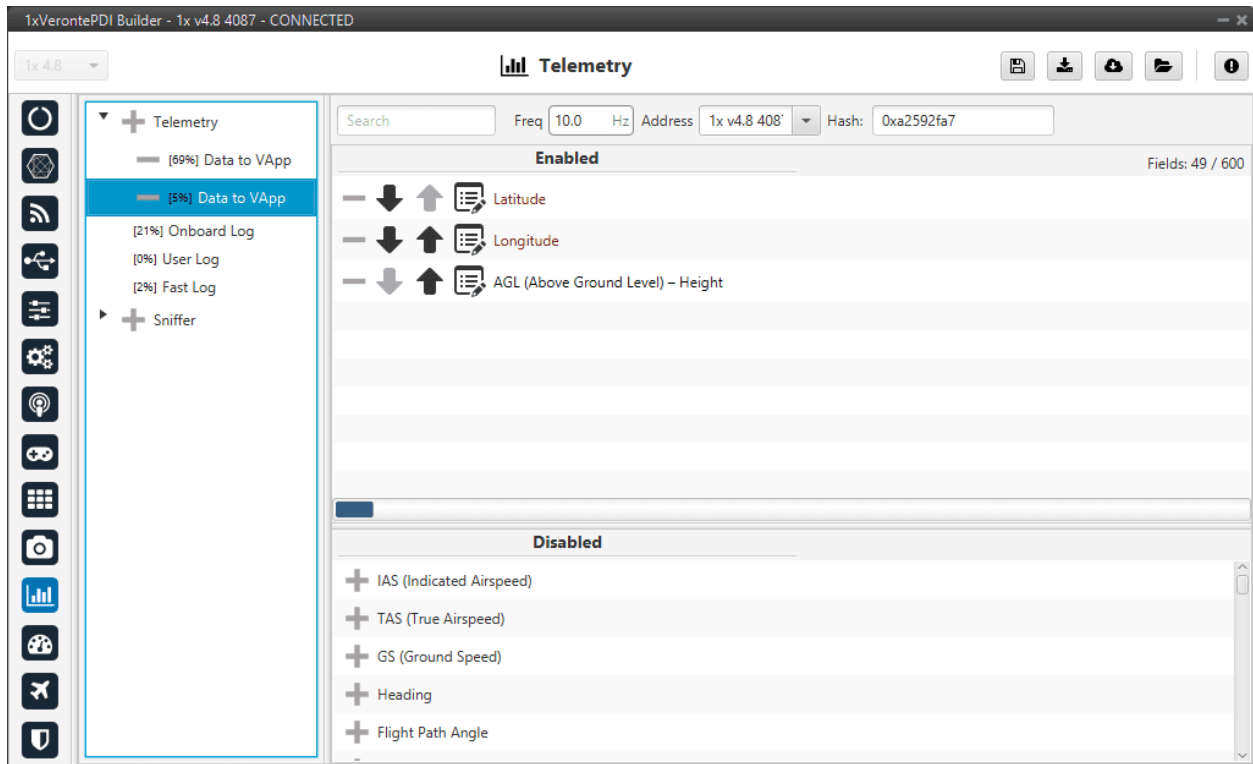 1xVerontePDI Builder - 1x v4.8 4087 - CONNECTED
1x 4.8
Telemetry
Telemetry
[69%] Data to VApp
[5%] Data to VApp
[21%] Onboard Log
[0%] User Log
[2%] Fast Log
Sniffer
Search Freq 10.0 Hz Address 1x v4.8 408 Hash: 0xa2592fa7
Enabled
Fields: 49 / 600
Latitude
Longitude
AGL (Above Ground Level) – Height
Disabled
IAS (Indicated Airspeed)
TAS (True Airspeed)
GS (Ground Speed)
Heading
Flight Path Angle